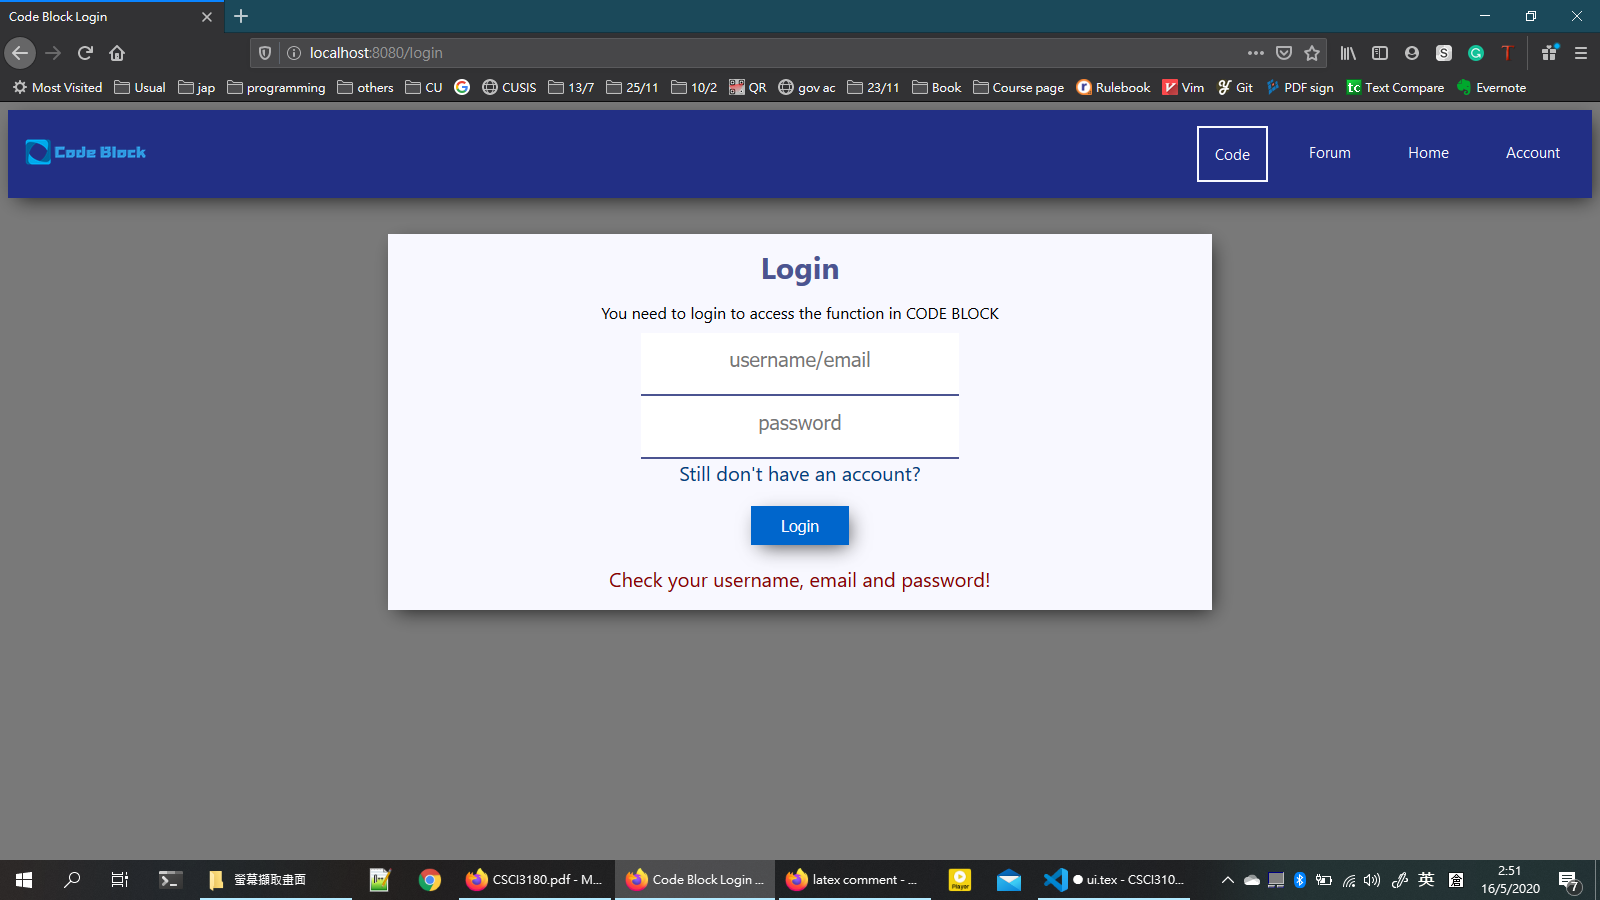 Code Block Login
localhost:8080/login
Most Visited Usual jap programming others CU CUSIS 13/7 25/11 10/2 QR gov ac 23/11 Book Course page Rulebook Vim Git PDF sign Text Compare Evernote
Code Block
Code Forum Home Account
Login
You need to login to access the function in CODE BLOCK
username/email
password
Still don't have an account?
Login
Check your username, email and password!
螢幕擷取畫面 CSCI3180.pdf - M... Code Block Login ... latex comment - ... Player ui.tex - CSCI310... 英 倉 2:51
16/5/2020 7